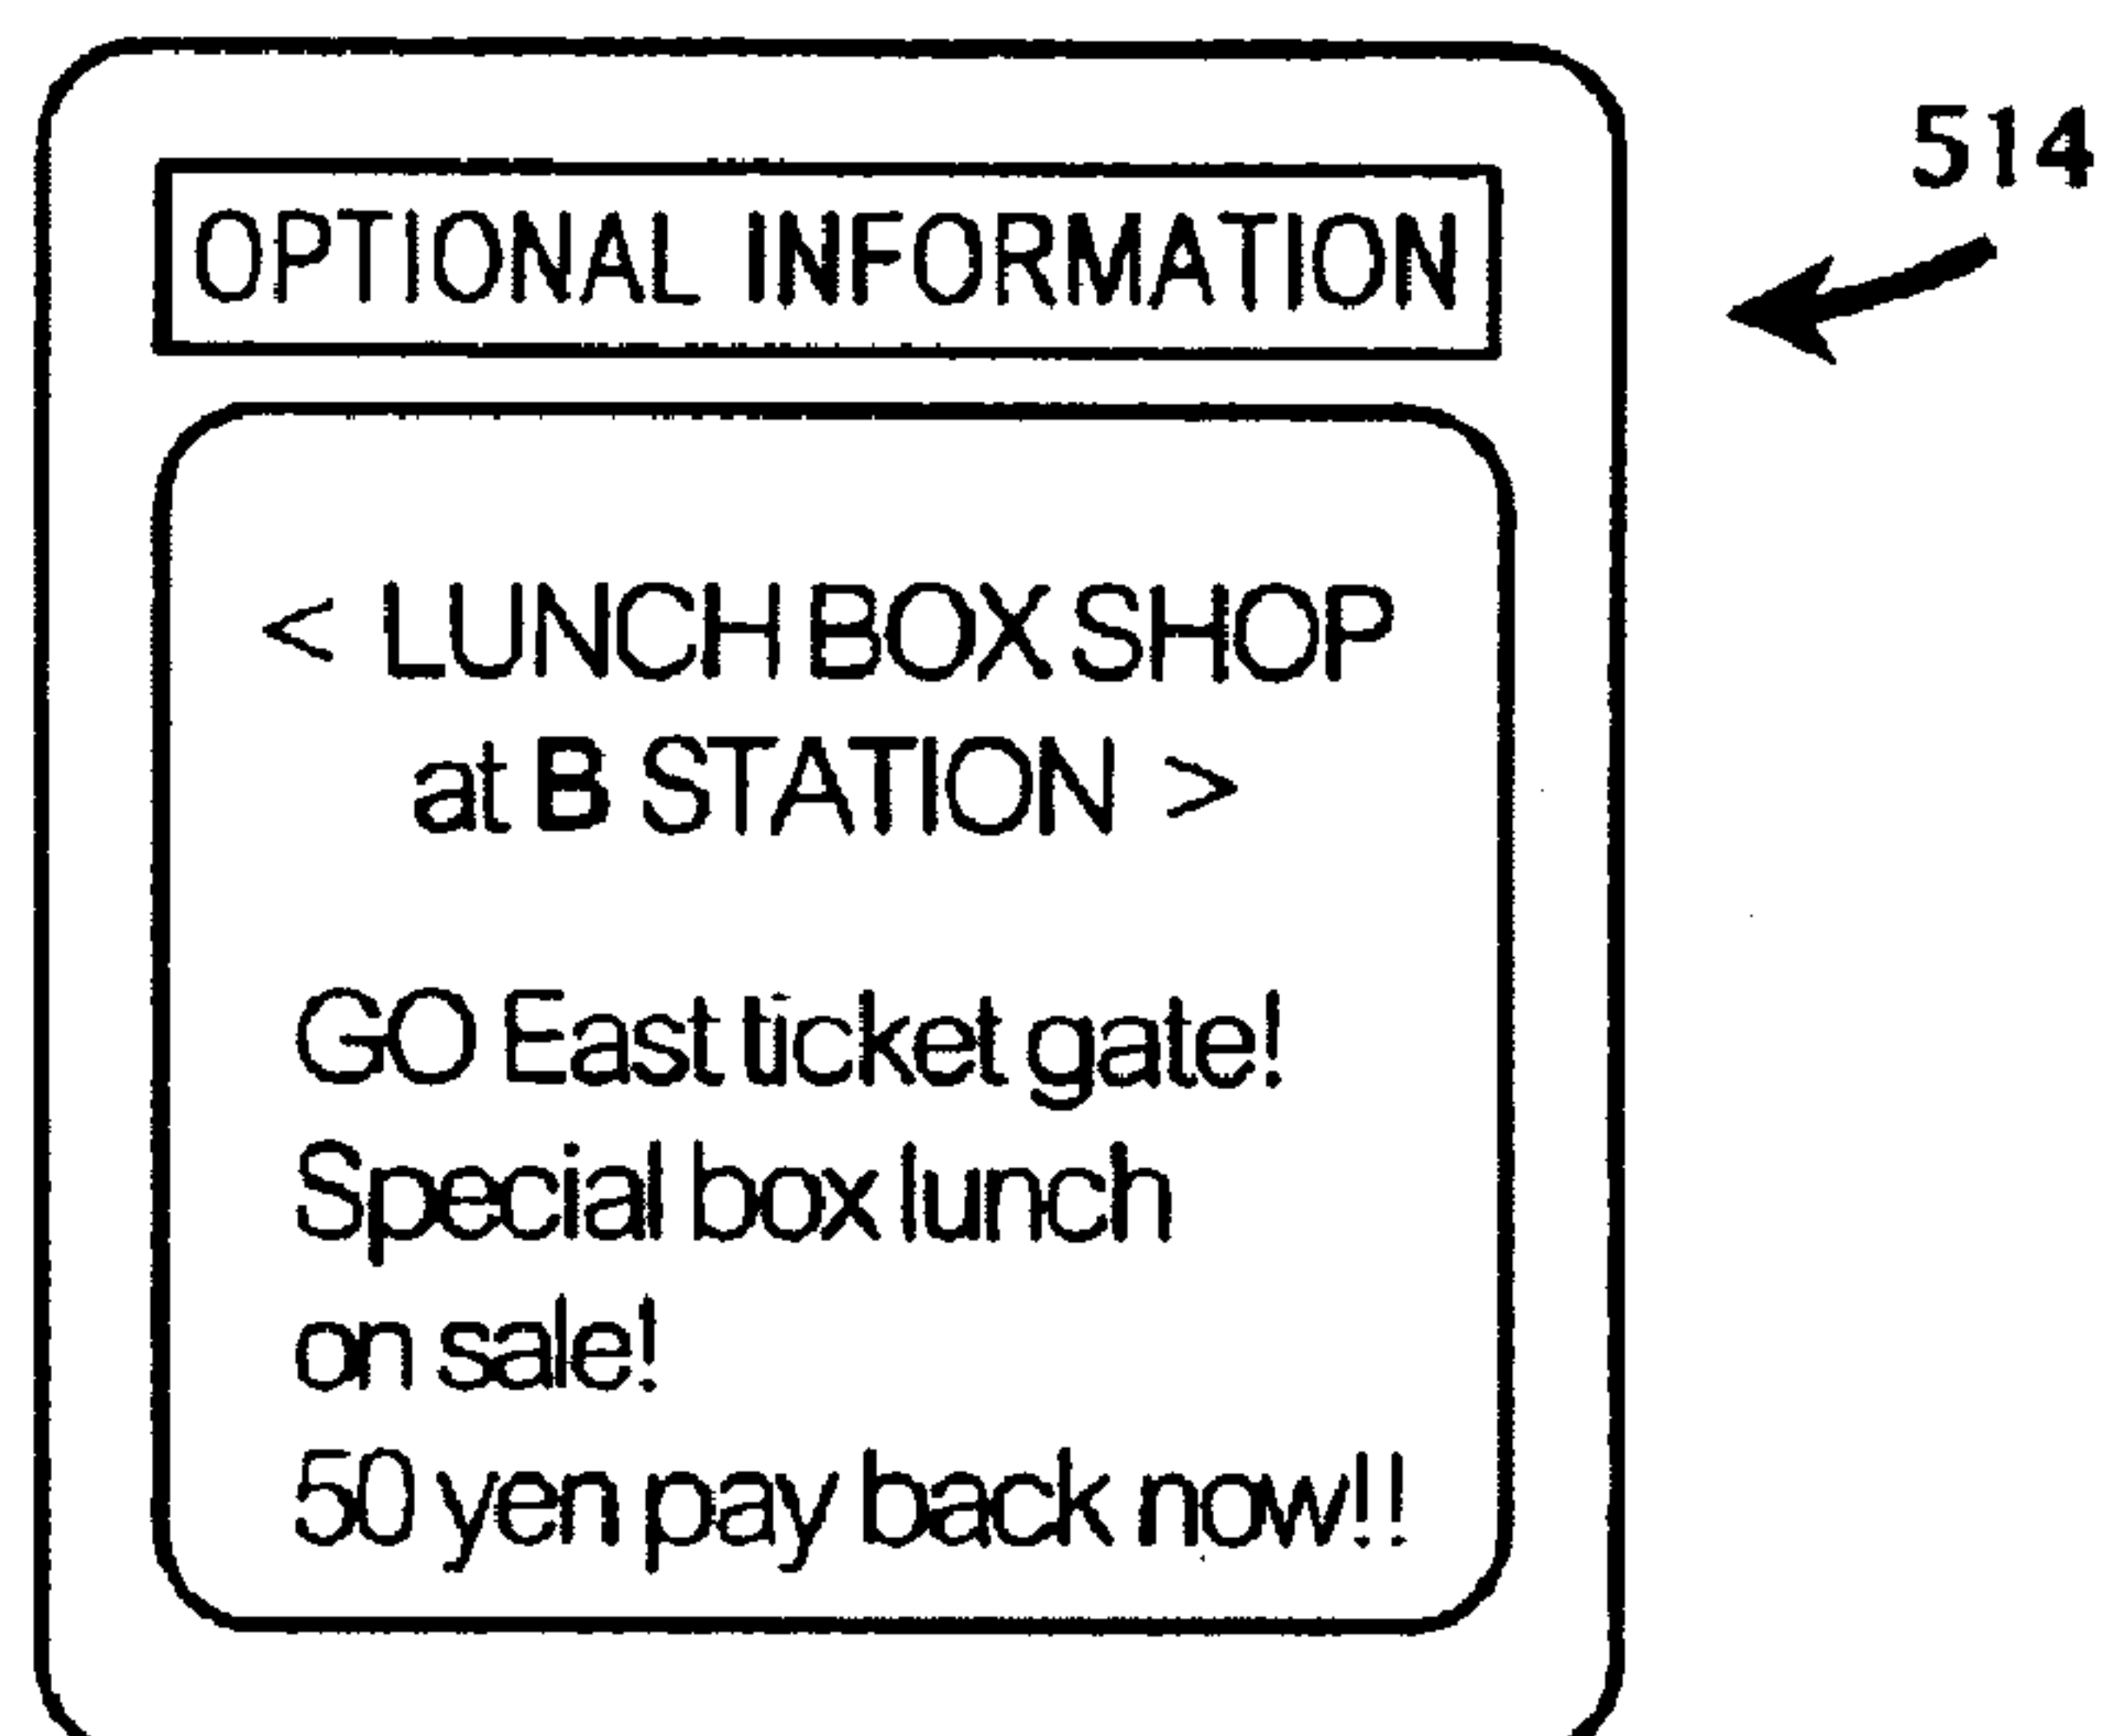 514
OPTIONAL INFORMATION
< LUNCH BOX SHOP
at B STATION >
GO East ticket gate!
Special box lunch
on sale!
50 yen pay back now!!